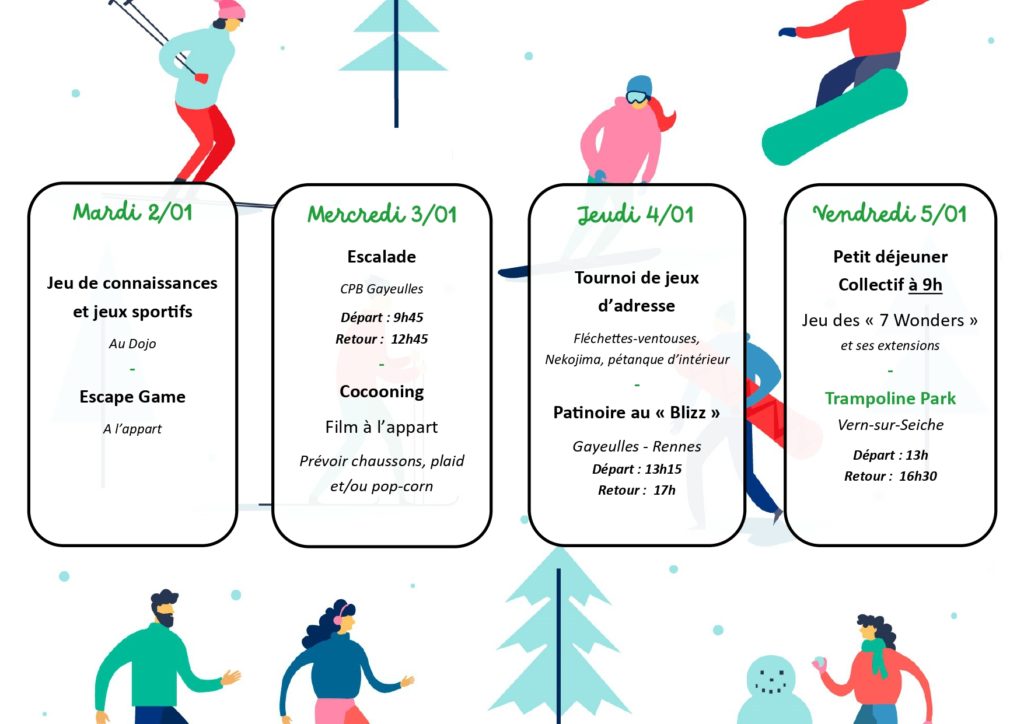 Mardi 2/01
Jeu de connaissances
et jeux sportifs
Au Dojo
-
Escape Game
A l’appart
Mercredi 3/01
Escalade
CPB Gayeulles
Départ : 9h45
Retour : 12h45
-
Cocooning
Film à l’appart
Prévoir chaussons, plaid
et/ou pop-corn
Jeudi 4/01
Tournoi de jeux
d’adresse
Fléchettes-ventouses,
Nekojima, pétanque d’intérieur
-
Patinoire au « Blizz »
Gayeulles - Rennes
Départ : 13h15
Retour : 17h
Vendredi 5/01
Petit déjeuner
Collectif à 9h
Jeu des « 7 Wonders »
et ses extensions
-
Trampoline Park
Vern-sur-Seiche
Départ : 13h
Retour : 16h30